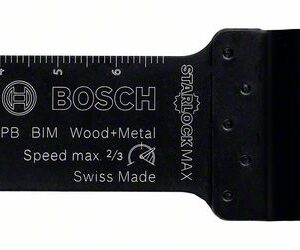 4 5 6
BOSCH
PB BIM Wood+Metal
Speed max. 2/3
Swiss Made
STARLOCK MAX